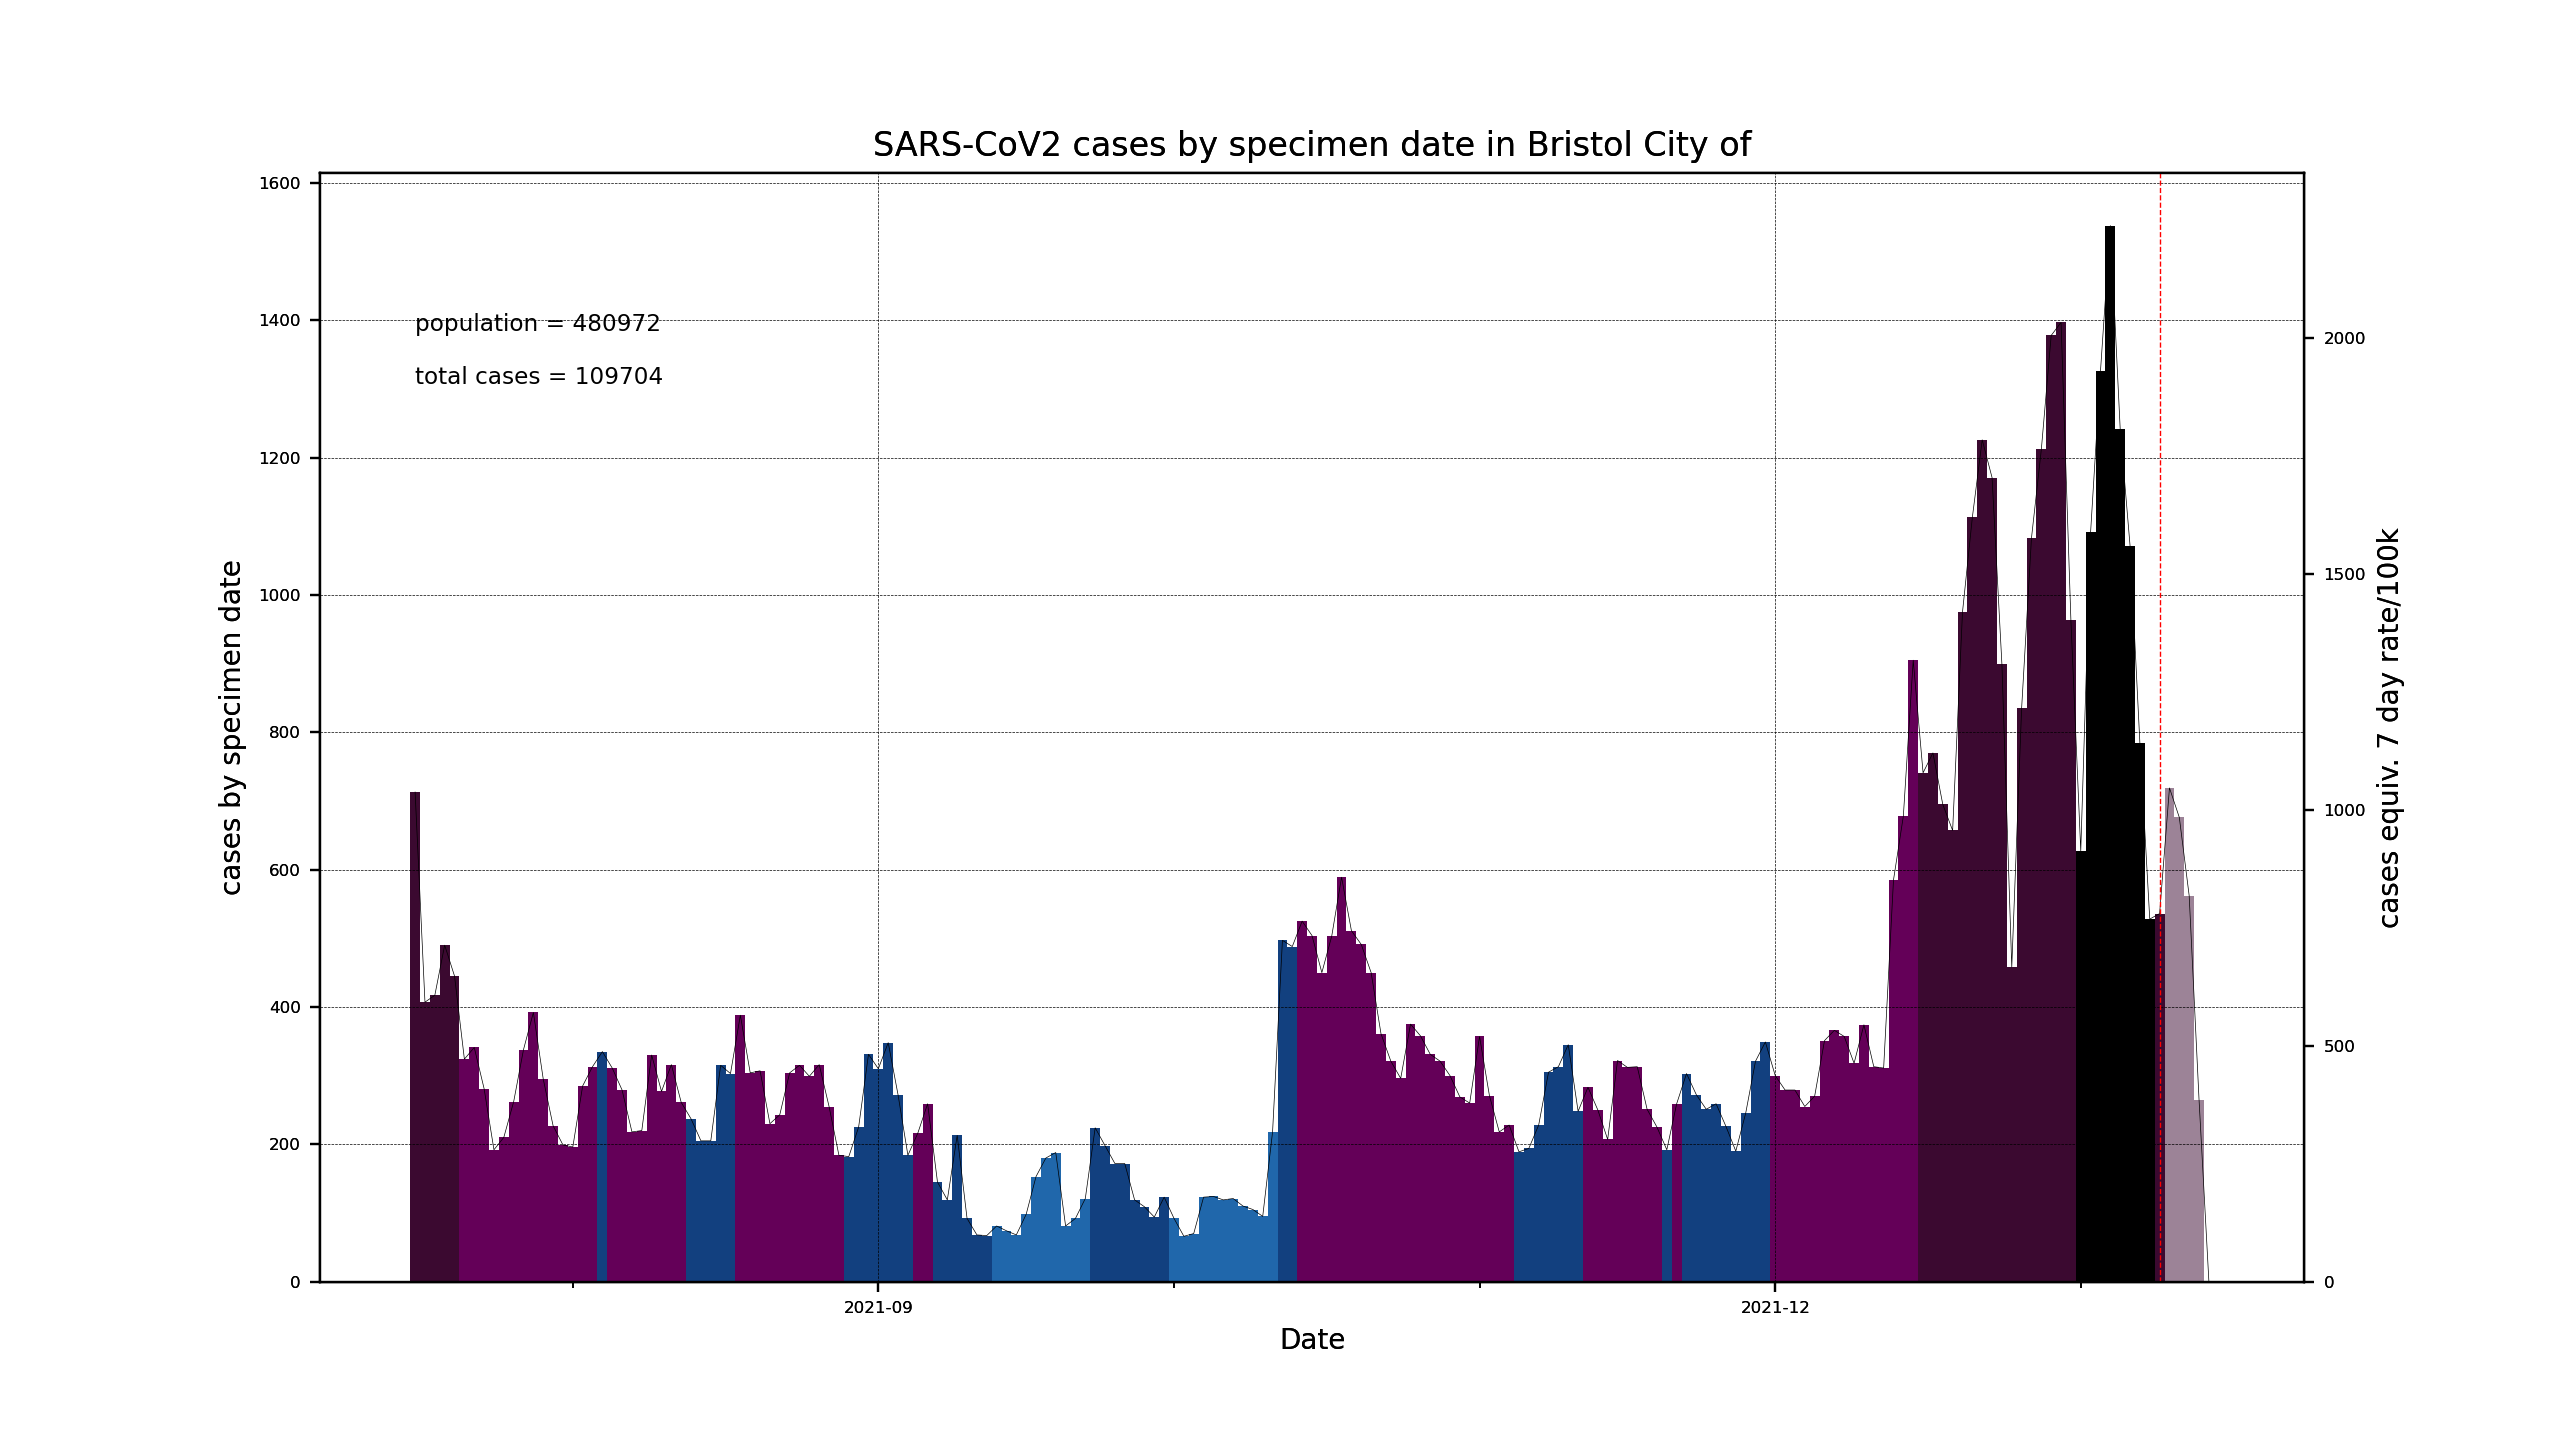 SARS-CoV2 cases by specimen date in Bristol City of
1600
1400
1200
1000
800
600
400
200
0
cases by specimen date
population = 480972
total cases = 109704
2000
1500
1000
500
0
cases equiv. 7 day rate/100k
2021-09
2021-12
Date